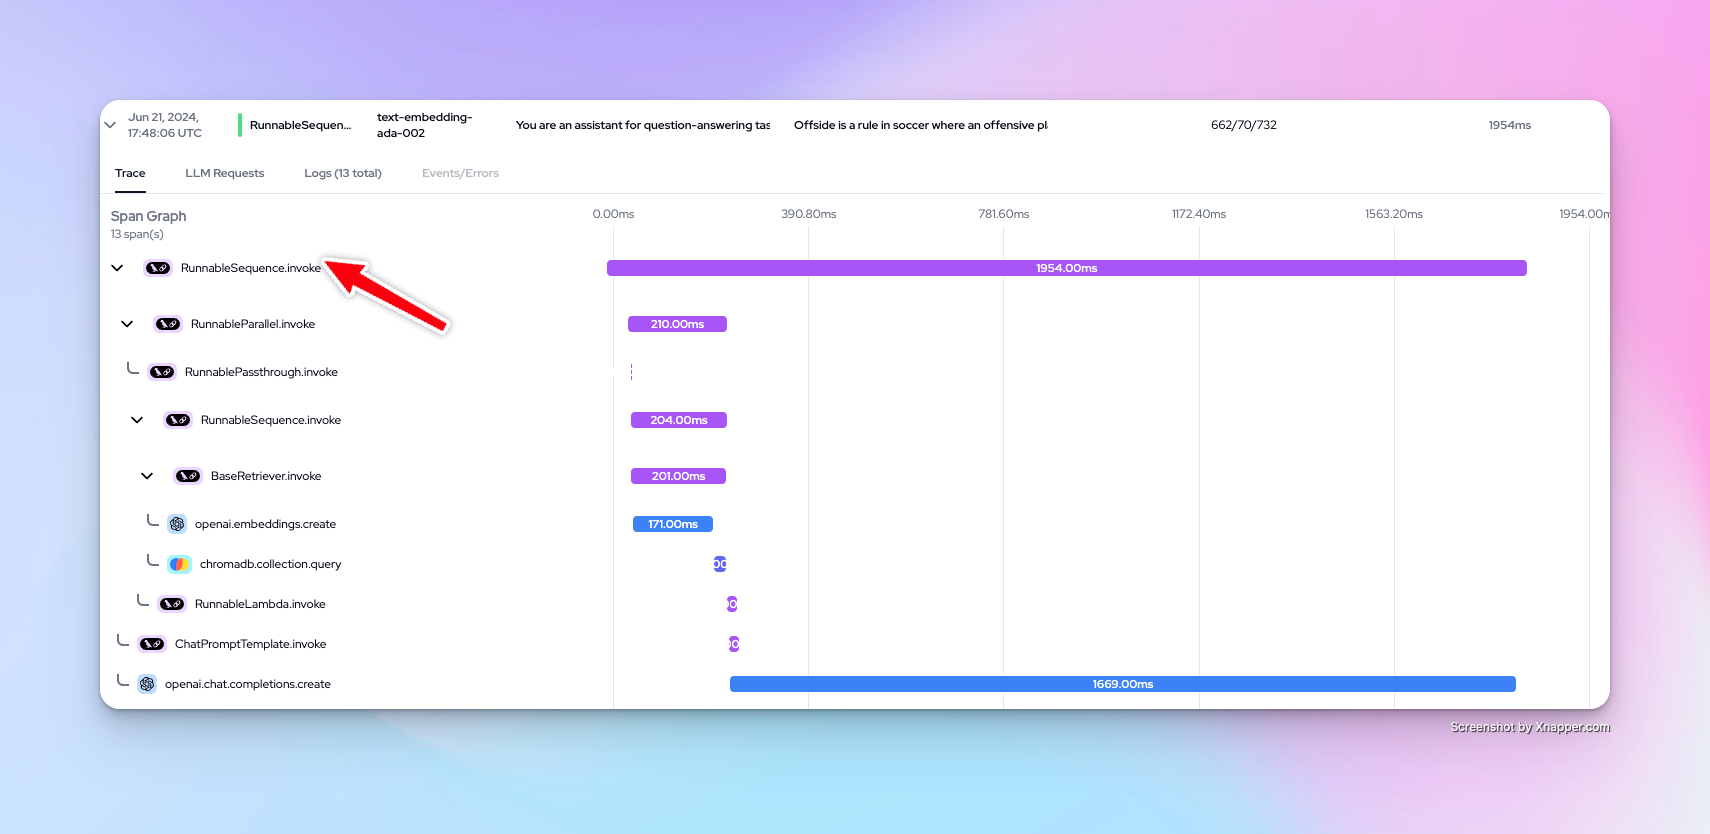 Jun 21, 2024,
17:48:06 UTC
RunnableSequen...
text-embedding-
ada-002
You are an assistant for question-answering tas
Offside is a rule in soccer where an offensive pl
662/70/732
1954ms
Trace
LLM Requests
Logs (13 total)
Events/Errors
Span Graph
13 span(s)
0.00ms
390.80ms
781.60ms
1172.40ms
1563.20ms
1954.00m
RunnableSequence.invoke
1954.00ms
RunnableParallel.invoke
210.00ms
RunnablePassthrough.invoke
RunnableSequence.invoke
204.00ms
BaseRetriever.invoke
201.00ms
openai.embeddings.create
171.00ms
chromadb.collection.query
RunnableLambda.invoke
ChatPromptTemplate.invoke
openai.chat.completions.create
1669.00ms
Screenshot by Xnapper.com